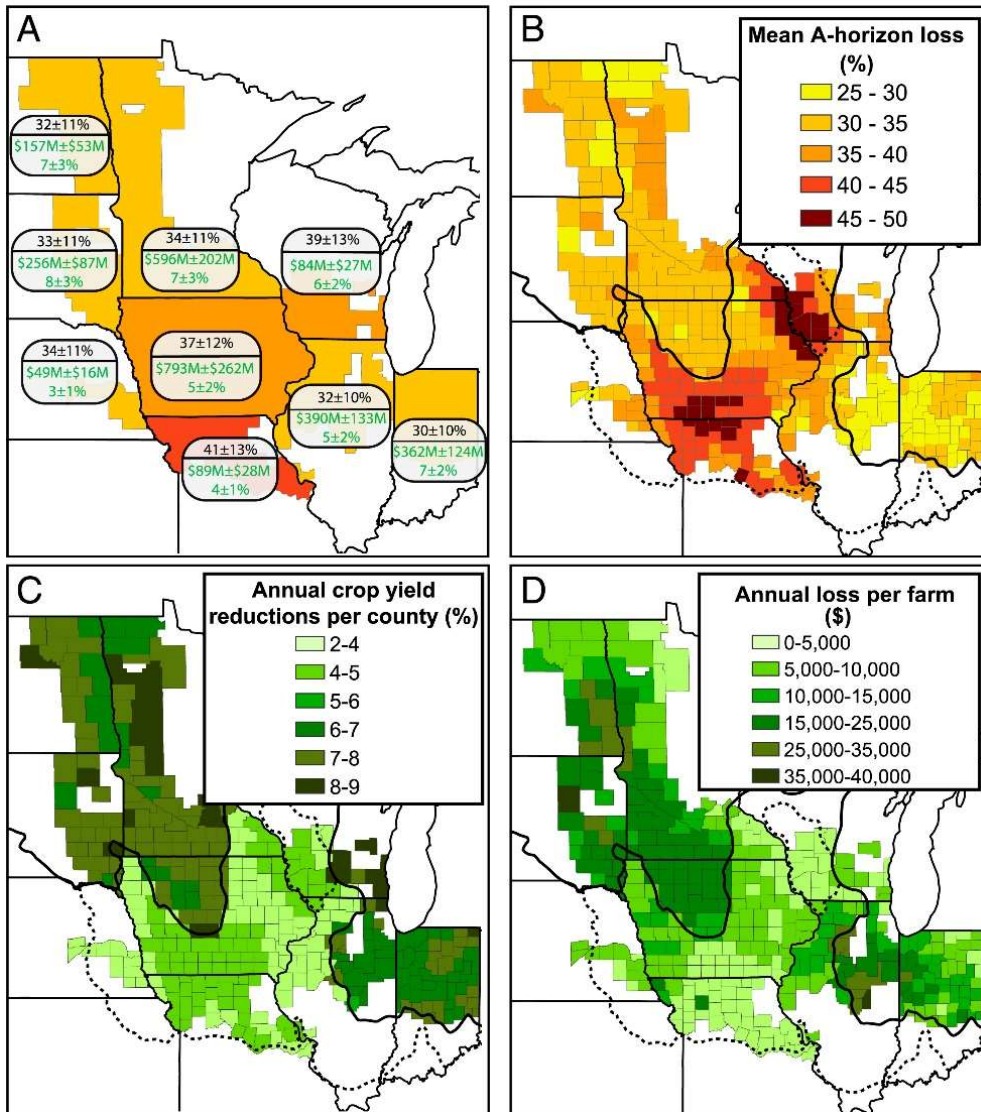 A
32±11%
$157M±$53M
7±3%
33±11%
$256M±$87M
8±3%
34±11%
$596M±202M
7±3%
39±13%
$84M±$27M
6±2%
34±11%
$49M±$16M
3±1%
37±12%
$793M±$262M
5±2%
32±10%
$390M±133M
5±2%
30±10%
$362M±124M
7±2%
41±13%
$89M±$28M
4±1%
B
Mean A-horizon loss
(%)
25 - 30
30 - 35
35 - 40
40 - 45
45 - 50
C
Annual crop yield
reductions per county (%)
2-4
4-5
5-6
6-7
7-8
8-9
D
Annual loss per farm
($)
0-5,000
5,000-10,000
10,000-15,000
15,000-25,000
25,000-35,000
35,000-40,000